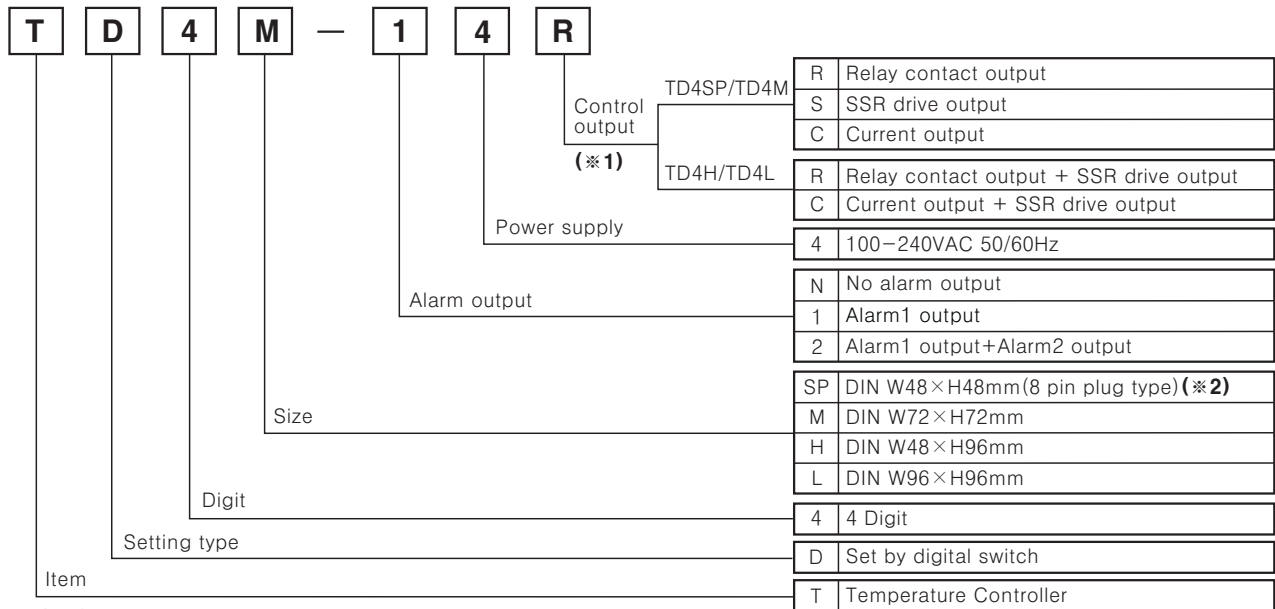 T D 4 M — 1 4 R
Control output
(※1)
TD4SP/TD4M
R Relay contact output
S SSR drive output
C Current output
TD4H/TD4L
R Relay contact output + SSR drive output
C Current output + SSR drive output
Power supply
4 100-240VAC 50/60Hz
Alarm output
N No alarm output
1 Alarm1 output
2 Alarm1 output+Alarm2 output
Size
SP DIN W48×H48mm(8 pin plug type)(※2)
M DIN W72×H72mm
H DIN W48×H96mm
L DIN W96×H96mm
Digit
4 4 Digit
Setting type
D Set by digital switch
Item
T Temperature Controller